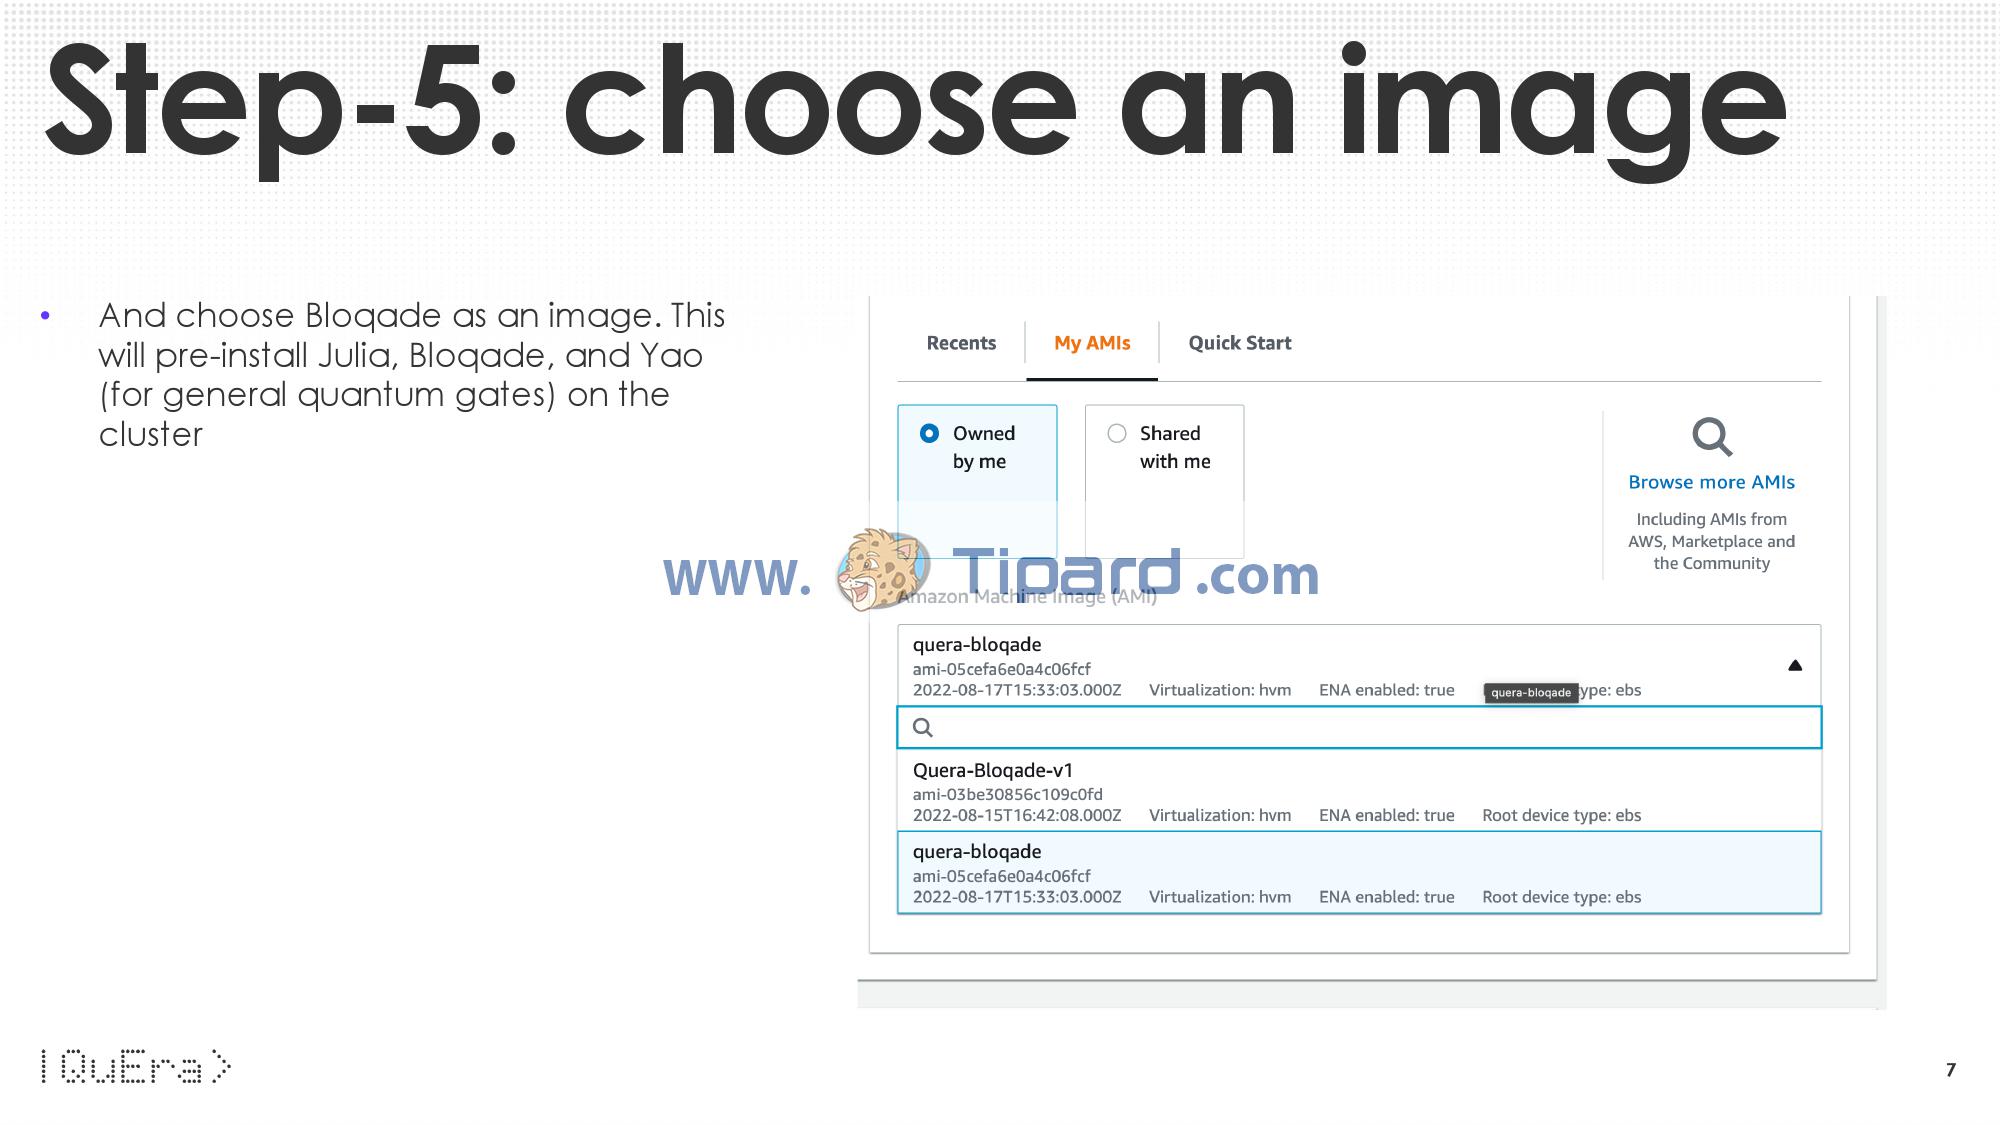 Step-5: choose an image
• And choose Bloqade as an image. This
will pre-install Julia, Bloqade, and Yao
(for general quantum gates) on the
cluster
Recents My AMIs Quick Start
Owned
by me
Shared
with me
Browse more AMIs
Including AMIs from
AWS, Marketplace and
the Community
www.Tipard.com
Amazon Machine Image (AMI)
quera-bloqade
ami-05cefa6e0a4c06fcf
2022-08-17T15:33:03.000Z Virtualization: hvm ENA enabled: true ype: ebs
quera-bloqade
Quera-Bloqade-v1
ami-03be30856c109c0fd
2022-08-15T16:42:08.000Z Virtualization: hvm ENA enabled: true Root device type: ebs
quera-bloqade
ami-05cefa6e0a4c06fcf
2022-08-17T15:33:03.000Z Virtualization: hvm ENA enabled: true Root device type: ebs
|QuEra>
7